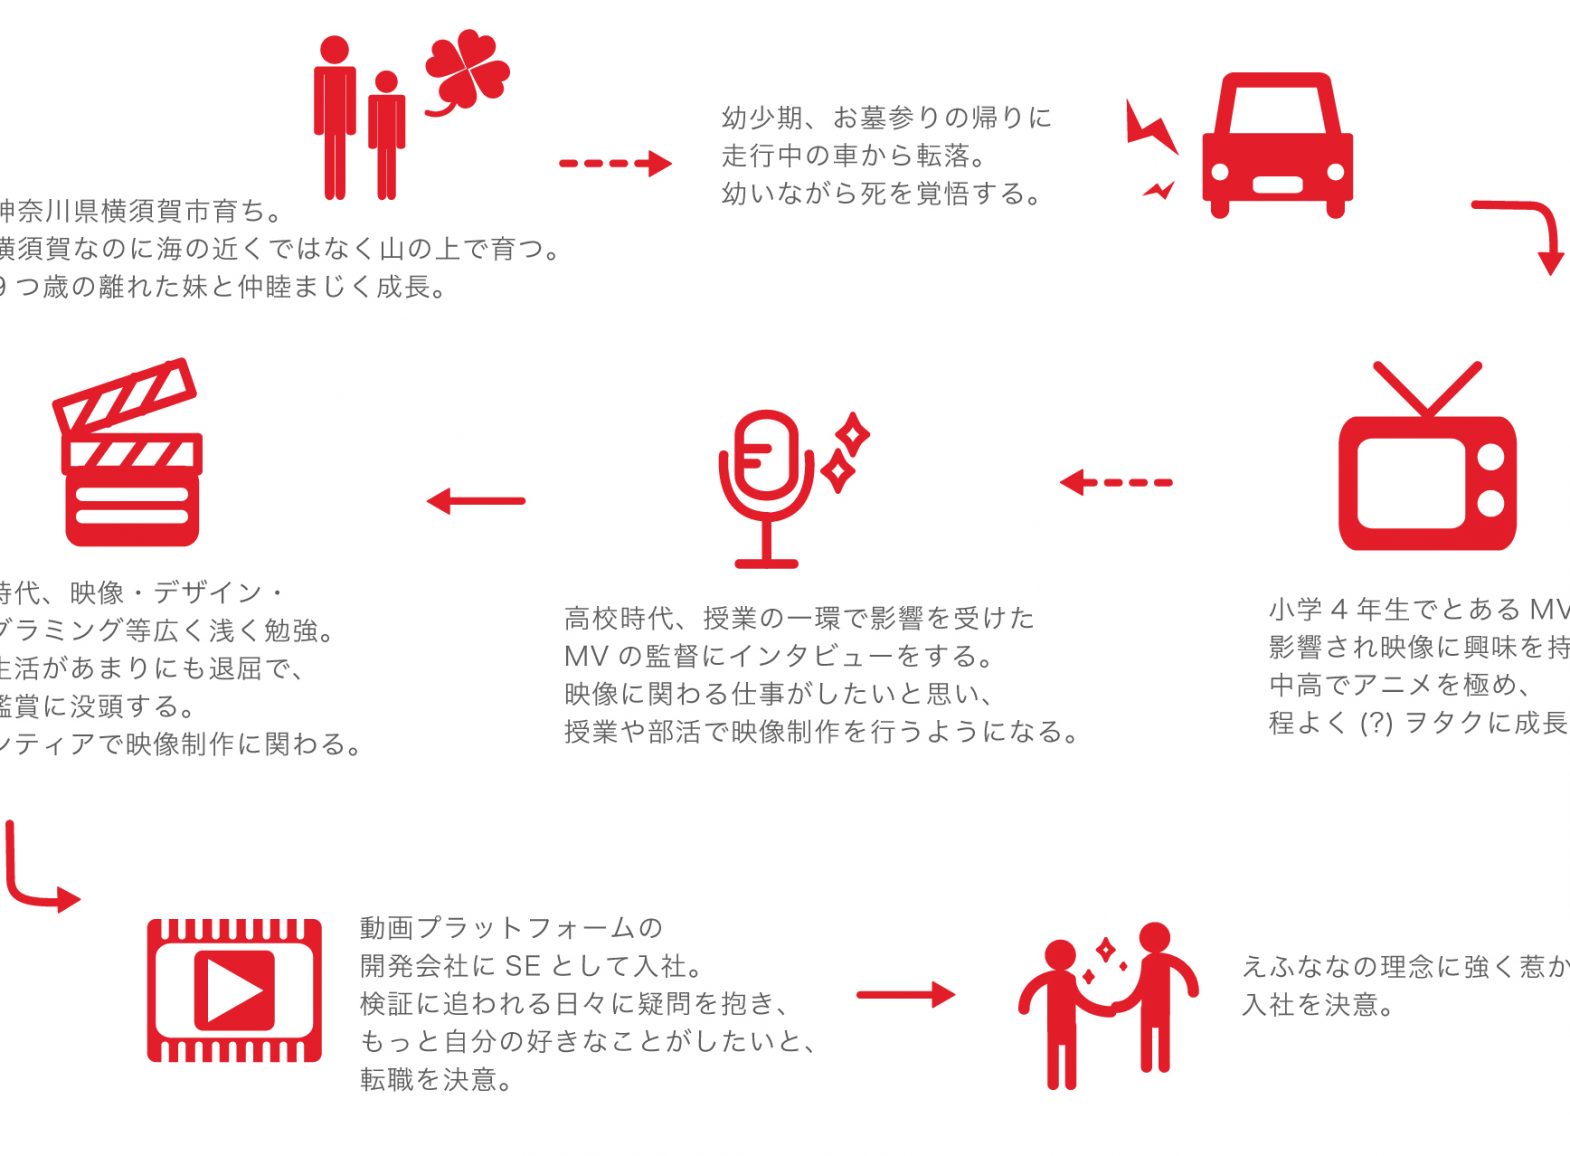 神奈川県横須賀市育ち。
横須賀なのに海の近くではなく山の上で育つ。
9つ歳の離れた妹と仲睦まじく成長。
幼少期、お墓参りの帰りに
走行中の車から転落。
幼いながら死を覚悟する。
小学 4 年生でとある MV
影響され映像に興味を持
中高でアニメを極め、
程よく (?) ヲタクに成長
高校時代、授業の一環で影響を受けた
MV の監督にインタビューをする。
映像に関わる仕事がしたいと思い、
授業や部活で映像制作を行うようになる。
時代、映像・デザイン・
グラミング等広く浅く勉強。
生活があまりにも退屈で、
鑑賞に没頭する。
ンティアで映像制作に関わる。
動画プラットフォームの
開発会社に SE として入社。
検証に追われる日々に疑問を抱き、
もっと自分の好きなことがしたいと、
転職を決意。
えふななの理念に強く惹か
入社を決意。